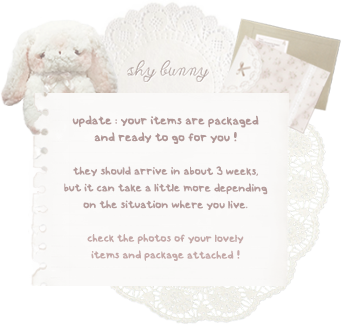 shy bunny
update : your items are packaged
and ready to go for you !
they should arrive in about 3 weeks,
but it can take a little more depending
on the situation where you live.
check the photos of your lovely
items and package attached !